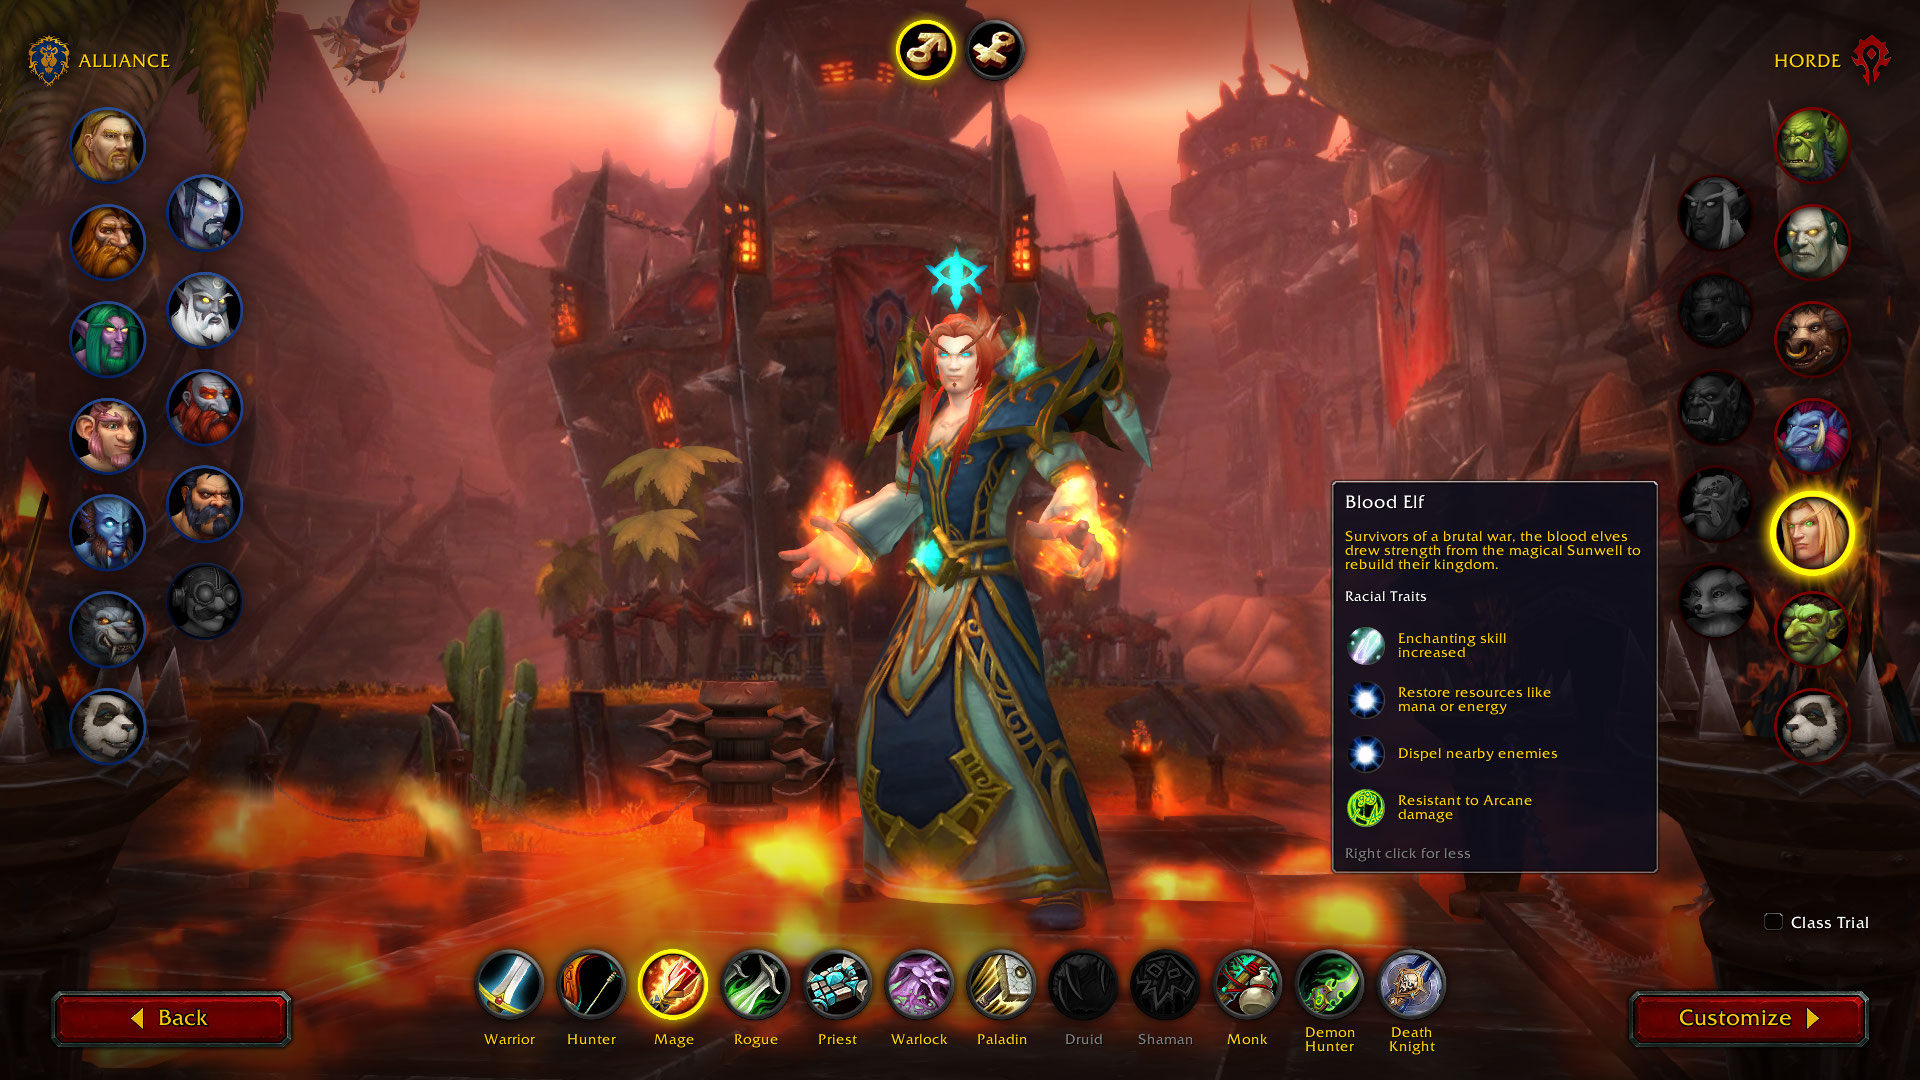 ALLIANCE
HORDE
Blood Elf
Survivors of a brutal war, the blood elves
drew strength from the magical Sunwell to
rebuild their kingdom.
Racial Traits
Enchanting skill
increased
Restore resources like
mana or energy
Dispel nearby enemies
Resistant to Arcane
damage
Right click for less
Class Trial
Warrior
Hunter
Mage
Rogue
Priest
Warlock
Paladin
Druid
Shaman
Monk
Demon
Hunter
Death
Knight
Back
Customize